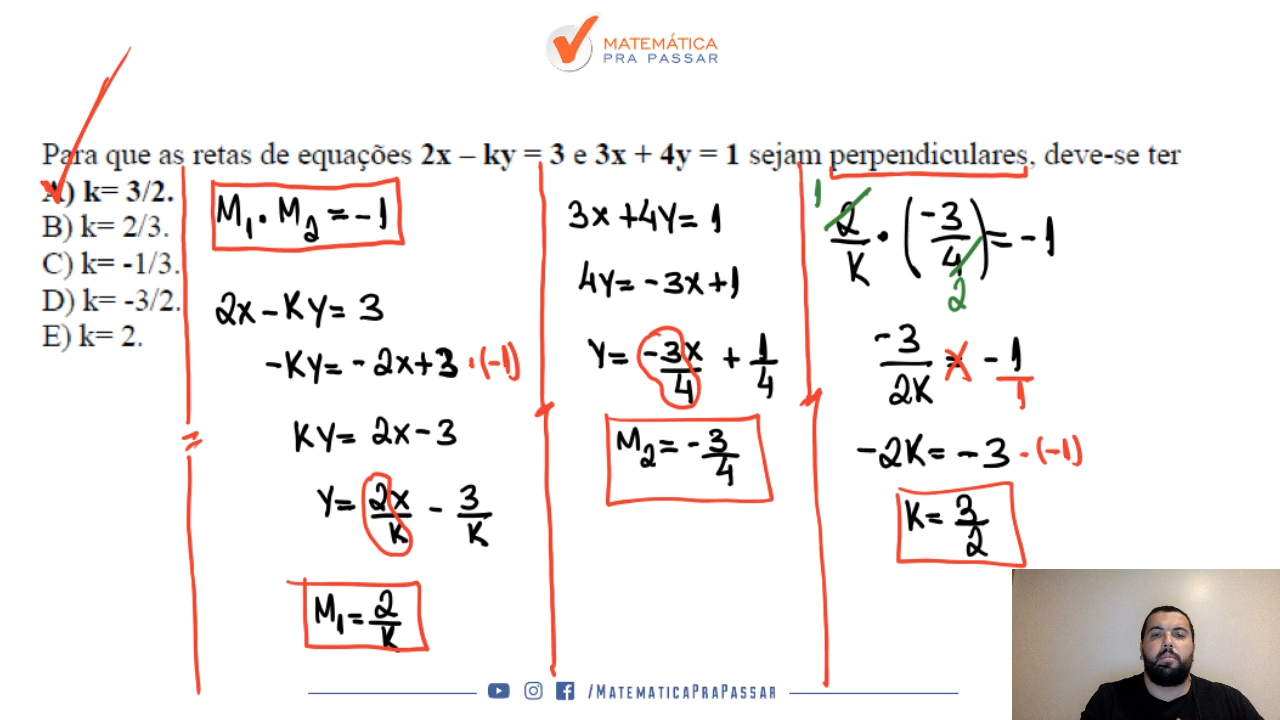 MATEMÁTICA
PRA PASSAR
Para que as retas de equações 2x – ky = 3 e 3x + 4y = 1 sejam perpendiculares, deve-se ter
A) k= 3/2.
B) k= 2/3.
C) k= -1/3.
D) k= -3/2.
E) k= 2.
M₁ · M₂ = -1
2x - KY = 3
-KY = -2x + 3 · (-1)
KY = 2x - 3
Y = 2x/K - 3/K
M₁ = 2/K
3x + 4Y = 1
4Y = -3x + 1
Y = -3x/4 + 1/4
M₂ = -3/4
1
2/K · (-3/4) = -1
2
-3/2K = -1/1
-2K = -3 · (-1)
K = 3/2
/MATEMATICAPRAPASSAR